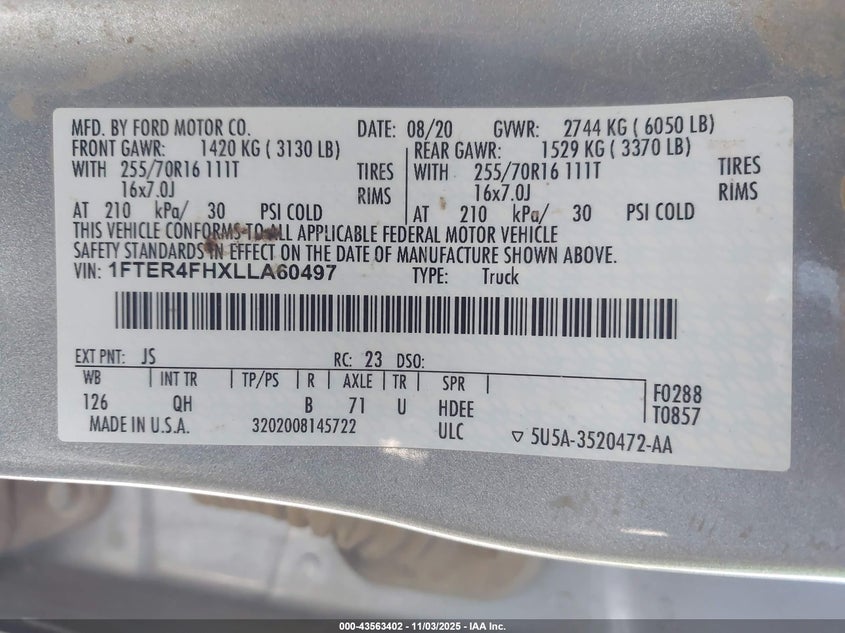 MFD. BY FORD MOTOR CO. DATE: 08/20 GVWR: 2744 KG ( 6050 LB)
FRONT GAWR: 1420 KG ( 3130 LB) REAR GAWR: 1529 KG ( 3370 LB)
WITH 255/70R16 111T TIRES WITH 255/70R16 111T TIRES
16x7.0J RIMS 16x7.0J RIMS
AT 210 kPa/ 30 PSI COLD AT 210 kPa/ 30 PSI COLD
THIS VEHICLE CONFORMS TO ALL APPLICABLE FEDERAL MOTOR VEHICLE
SAFETY STANDARDS IN EFFECT ON THE DATE OF MANUFACTURE SHOWN ABOVE.
VIN: 1FTER4FHXLLA60497 TYPE: Truck
EXT PNT: JS RC: 23 DSO:
WB INT TR TP/PS R AXLE TR SPR
126 QH B 71 U HDEE F0288
T0857
MADE IN U.S.A. 3202008145722 ULC ▽ 5U5A-3520472-AA
000-43563402 - 11/03/2025 - IAA Inc.